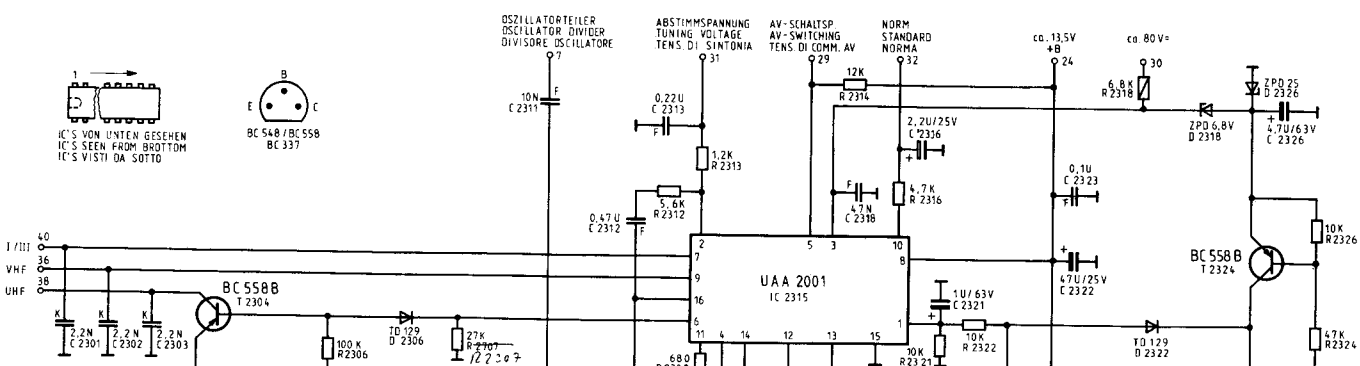 OSZILLATORTEILER
OSCILLATOR DIVIDER
DIVISORE OSCILLATORE
7
ABSTIMMSPANNUNG
TUNING VOLTAGE
TENS. DI SINTONIA
31
AV-SCHALTSP.
AV-SWITCHING
TENS. DI COMM. AV
29
NORM
STANDARD
NORMA
32
ca. 13,5V
+B
24
ca. 80V=
30
1
IC'S VON UNTEN GESEHEN
IC'S SEEN FROM BROTTOM
IC'S VISTI DA SOTTO
B
E
C
BC 548 / BC 558
BC 337
10N
C 2311
F
0,22U
C 2313
F
12K
R 2314
6,8K
R 2318
ZPD 25
D 2326
ZPD 6,8V
D 2318
+
4,7U/63V
C 2326
2,2U/25V
C 2316
+
1,2K
R 2313
5,6K
R 2312
0,47U
C 2312
F
F
47N
C 2318
4,7K
R 2316
0,1U
C 2323
F
10K
R 2326
I/III
40
VHF
36
UHF
38
BC 558B
T 2304
K
2,2N
C 2301
K
2,2N
C 2302
K
2,2N
C 2303
100K
R 2306
TD 129
D 2306
27K
R 2707
R 2307
2
5
3
10
7
9
16
6
8
1
UAA 2001
IC 2315
11
4
14
12
13
15
680
+
47U/25V
C 2322
BC 558B
T 2324
1U/63V
C 2321
+
10K
R 2322
10K
R 2321
TD 129
D 2322
47K
R 2324